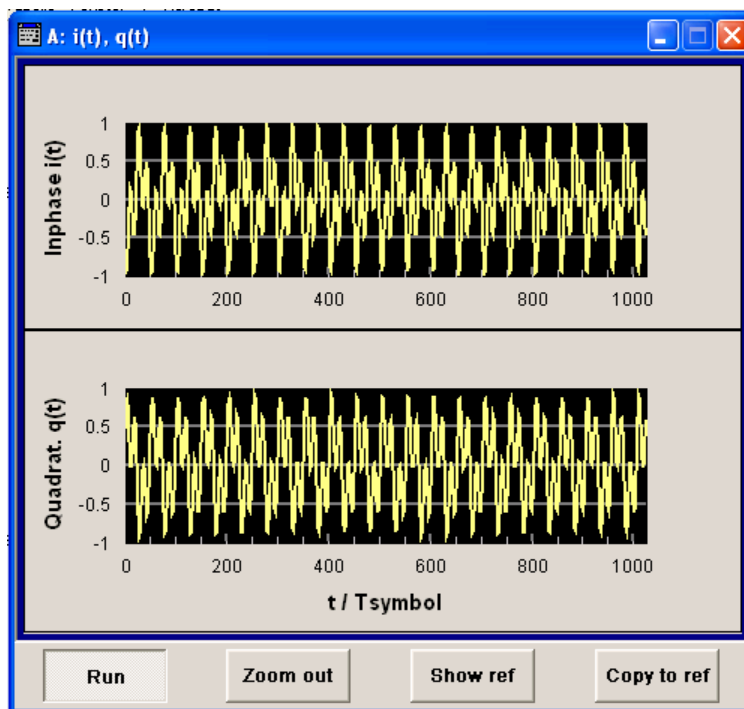 A: i(t), q(t)
Inphase i(t)
1
0.5
0
-0.5
-1
0 200 400 600 800 1000
Quadrat. q(t)
1
0.5
0
-0.5
-1
0 200 400 600 800 1000
t / Tsymbol
Run Zoom out Show ref Copy to ref